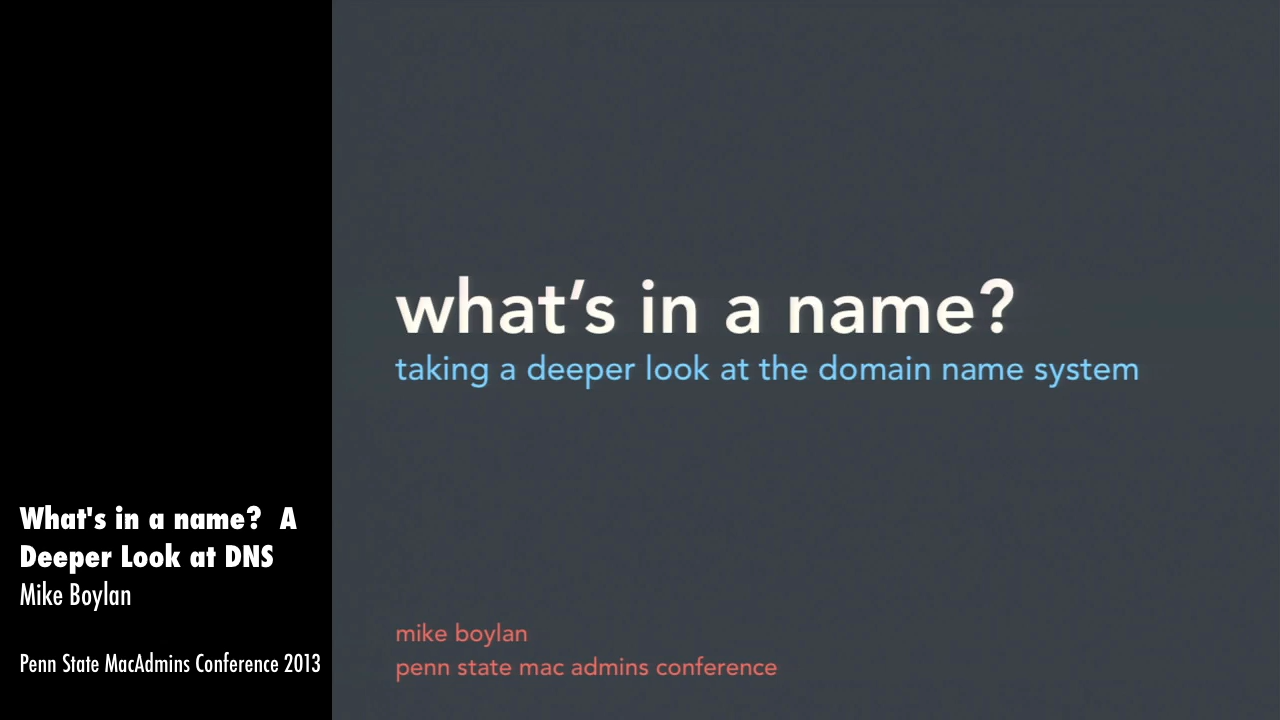 What's in a name?  A
Deeper Look at DNS
Mike Boylan
Penn State MacAdmins Conference 2013
what’s in a name?
taking a deeper look at the domain name system
mike boylan
penn state mac admins conference